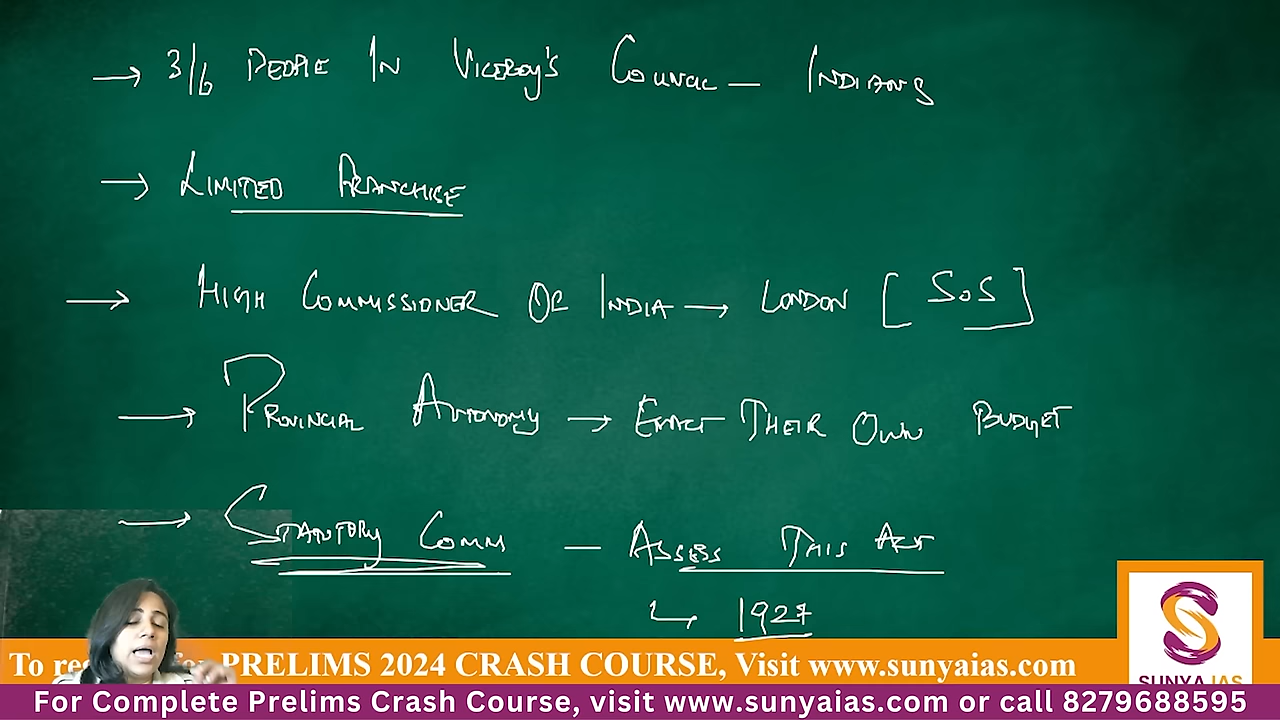 → 3/6 PEOPLE IN VICEROY'S COUNCIL — INDIANS
→ LIMITED FRANCHISE
→ HIGH COMMISSIONER OF INDIA → LONDON [SOS]
→ PROVINCIAL AUTONOMY → ENACT THEIR OWN BUDGET
→ STATUTORY COMM — ASSESS THIS ACT
↳ 1927
To PRELIMS 2024 CRASH COURSE, Visit www.sunyaias.com
SUNYA IAS
For Complete Prelims Crash Course, visit www.sunyaias.com or call 8279688595